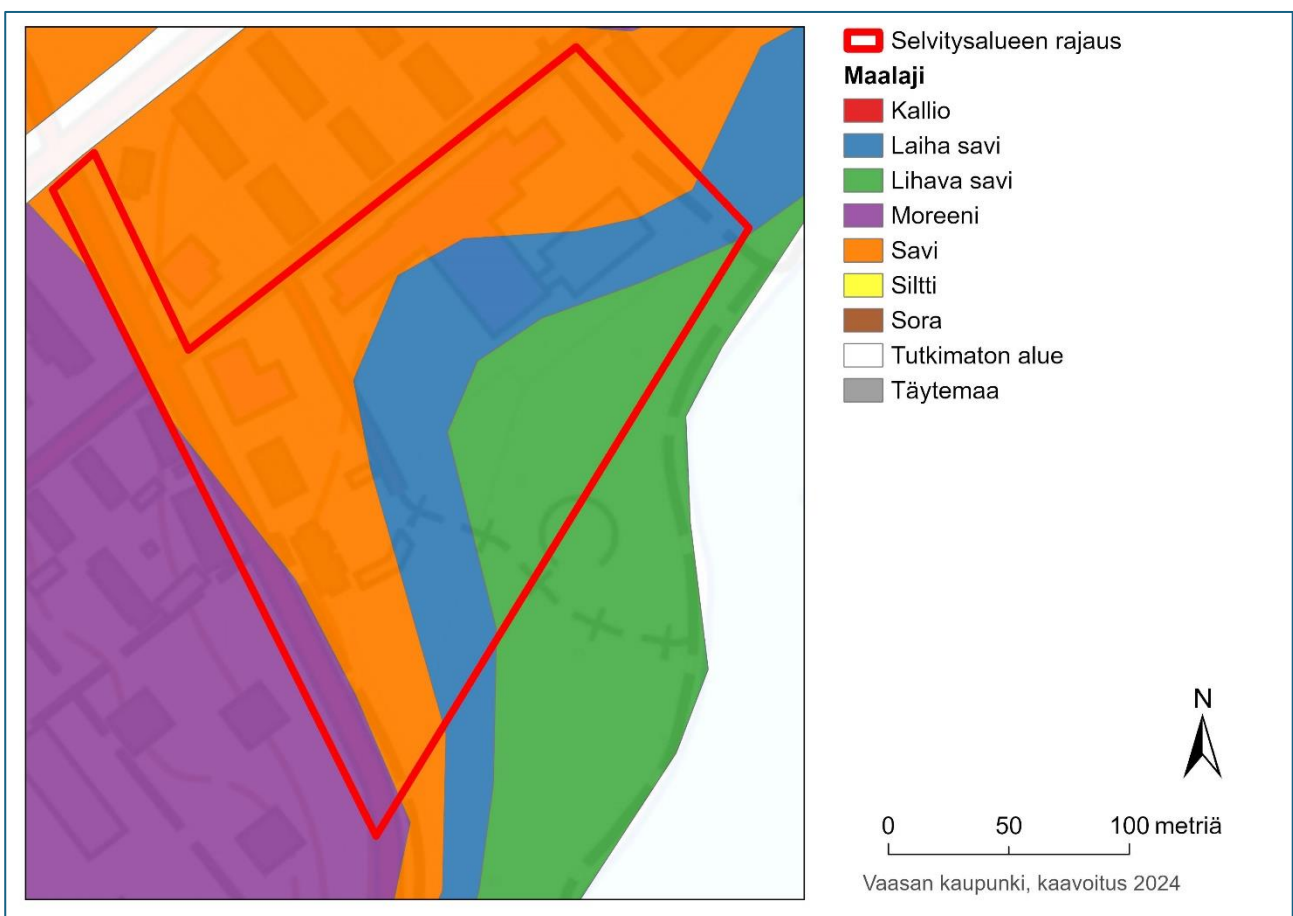 Selvitysalueen rajaus
Maalaji
Kallio
Laiha savi
Lihava savi
Moreeni
Savi
Siltti
Sora
Tutkimaton alue
Täytemaa
N
0 50 100 metriä
Vaasan kaupunki, kaavoitus 2024